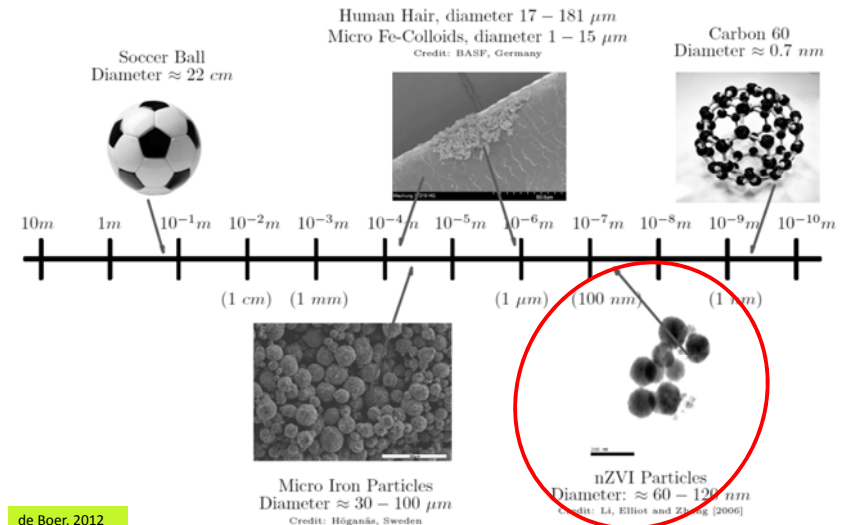 Human Hair, diameter 17 – 181 μm
Micro Fe-Colloids, diameter 1 – 15 μm
Credit: BASF, Germany
Carbon 60
Diameter ≈ 0.7 nm
Soccer Ball
Diameter ≈ 22 cm
10m 1m 10⁻¹m 10⁻²m 10⁻³m 10⁻⁴m 10⁻⁵m 10⁻⁶m 10⁻⁷m 10⁻⁸m 10⁻⁹m 10⁻¹⁰m
(1 cm) (1 mm) (1 μm) (100 nm) (1 nm)
nZVI Particles
Diameter: ≈ 60 – 120 nm
Credit: Li, Elliot and Zhang [2006]
Micro Iron Particles
Diameter ≈ 30 – 100 μm
Credit: Höganäs, Sweden
de Boer, 2012